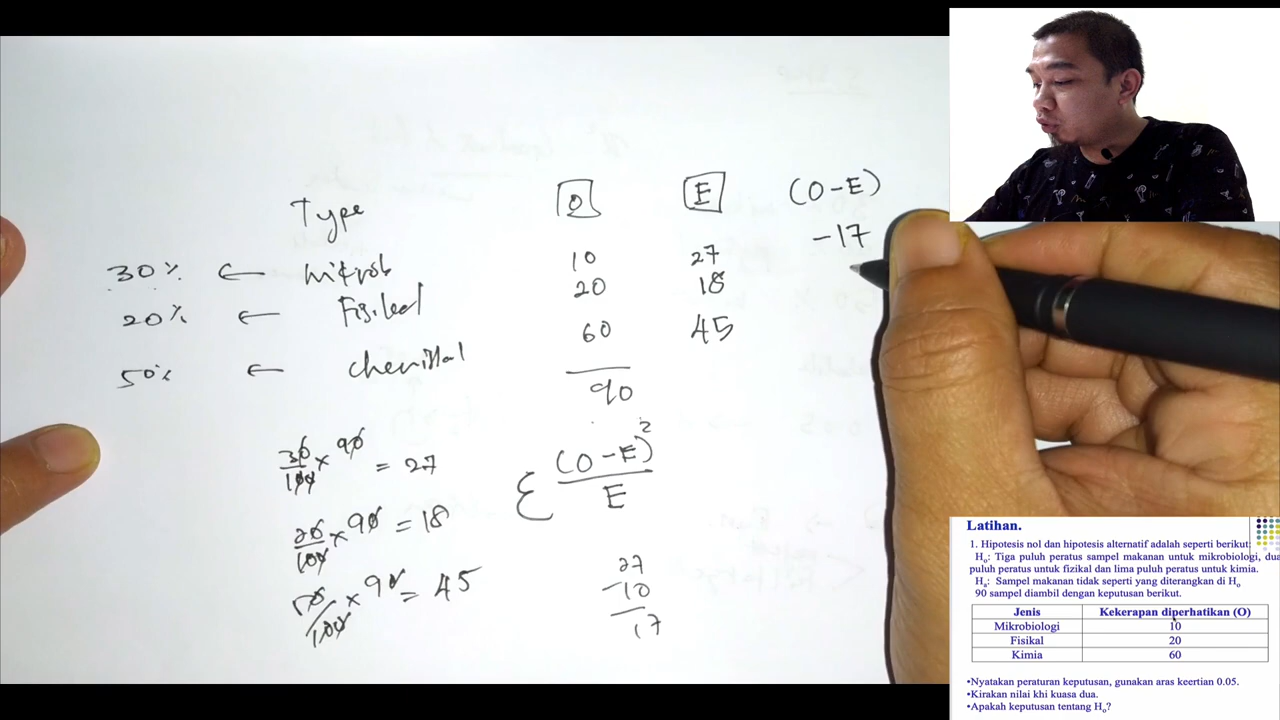 Type O E (O-E)
30% ← mikrob 10 27 -17
20% ← Fisikal 20 18
50% ← chemikal 60 45
90
30/100 × 90 = 27
20/100 × 90 = 18
50/100 × 90 = 45
Σ (O-E)²/E
27
-10
17
Latihan.
1. Hipotesis nol dan hipotesis alternatif adalah seperti berikut:
Ho: Tiga puluh peratus sampel makanan untuk mikrobiologi, dua
puluh peratus untuk fizikal dan lima puluh peratus untuk kimia.
Ha: Sampel makanan tidak seperti yang diterangkan di Ho
90 sampel diambil dengan keputusan berikut.
Jenis Kekerapan diperhatikan (O)
Mikrobiologi 10
Fisikal 20
Kimia 60
•Nyatakan peraturan keputusan, gunakan aras keertian 0.05.
•Kirakan nilai khi kuasa dua.
•Apakah keputusan tentang Ho?